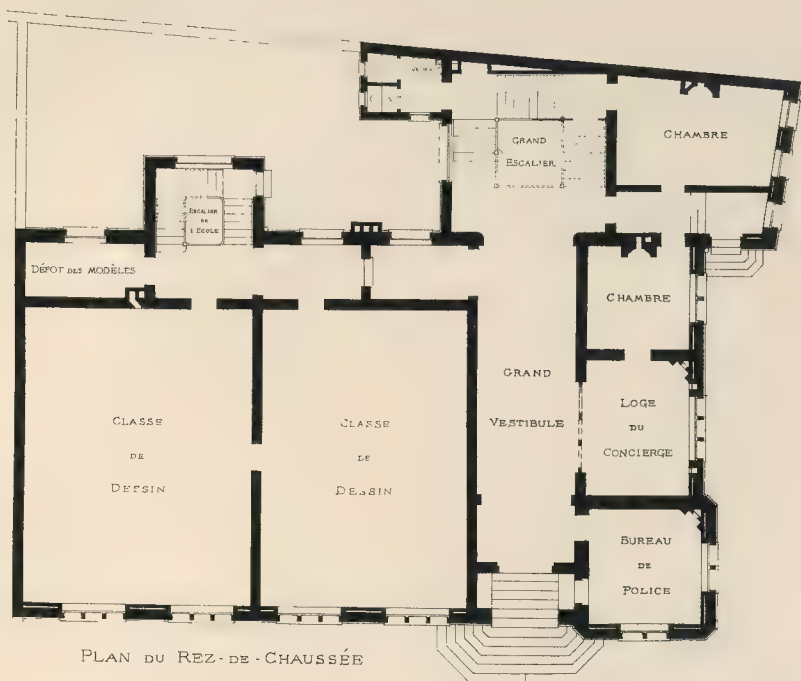 GRAND
ESCALIER
CHAMBRE
ESCALIER
DE
L'ECOLE
DÉPOT DES MODÈLES
CHAMBRE
GRAND
VESTIBULE
LOGE
DU
CONCIERGE
CLASSE
DE
DESSIN
CLASSE
DE
DESSIN
BUREAU
DE
POLICE
PLAN DU REZ-DE-CHAUSSÉE